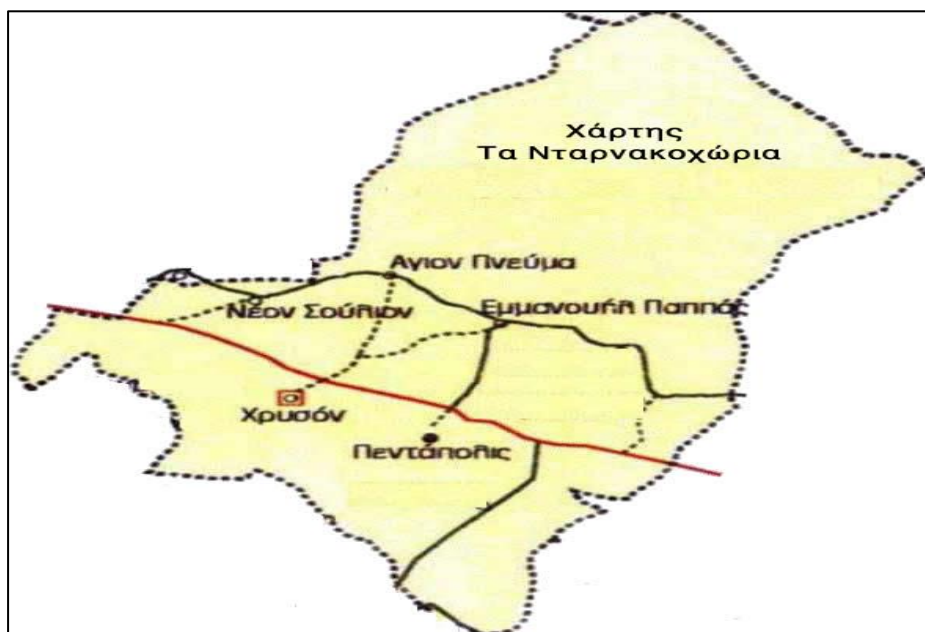 Χάρτης
Τα Νταρνακοχώρια
Αγιον Πνεύμα
Νέον Σούλιον
Εμμανουήλ Παππάς
Χρυσόν
Πεντάπολις